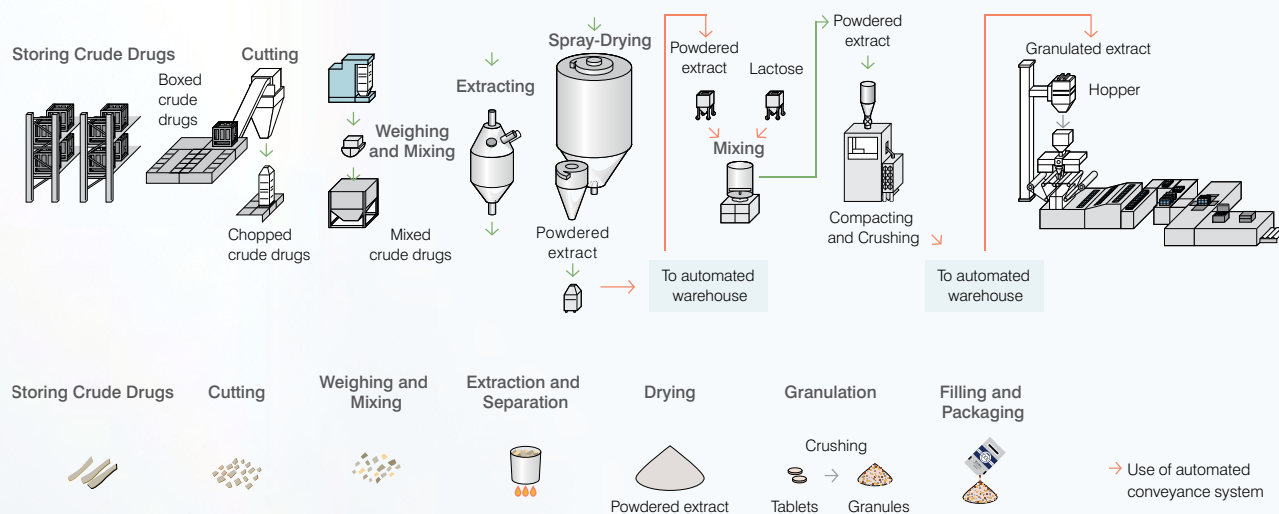 Storing Crude Drugs
Boxed
crude
drugs
Cutting
Chopped
crude drugs
Weighing
and Mixing
Mixed
crude drugs
Extracting
Spray-Drying
Powdered
extract
To automated
warehouse
Powdered
extract
Lactose
Mixing
Powdered
extract
Compacting
and Crushing
To automated
warehouse
Granulated extract
Hopper
Storing Crude Drugs
Cutting
Weighing and
Mixing
Extraction and
Separation
Drying
Powdered extract
Granulation
Crushing
Tablets
Granules
Filling and
Packaging
Use of automated
conveyance system